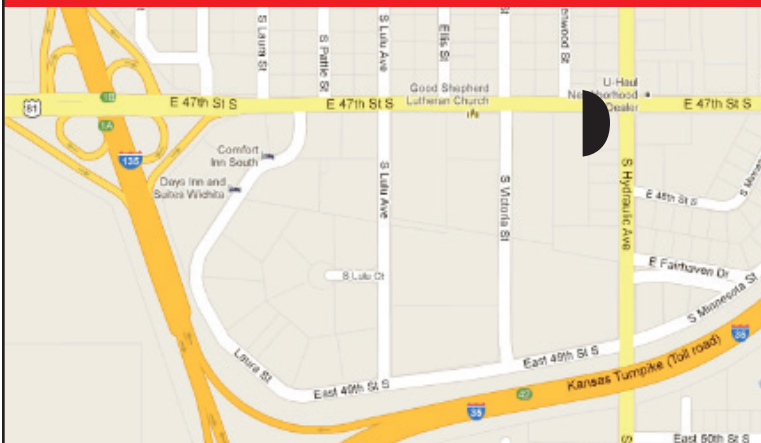 S Laura St
S Pattie St
S Lulu Ave
Ellis St
St
enwood St
U-Haul
Neighborhood
Dealer
Good Shepherd
Lutheran Church
81
1B
E 47th St S
E 47th St S
E 47th St S
1A
135
Comfort
Inn South
Days Inn and
Suites Wichita
S Lulu Ave
S Victoria St
S Hydraulic Ave
E 48th St S
S Minnes
S Lulu Ct
E Fairhaven Dr
S Minnesota St
Laura St
East 49th St S
East 49th St S
Kansas Turnpike (Toll road)
35
42
35
S
East 50th St S